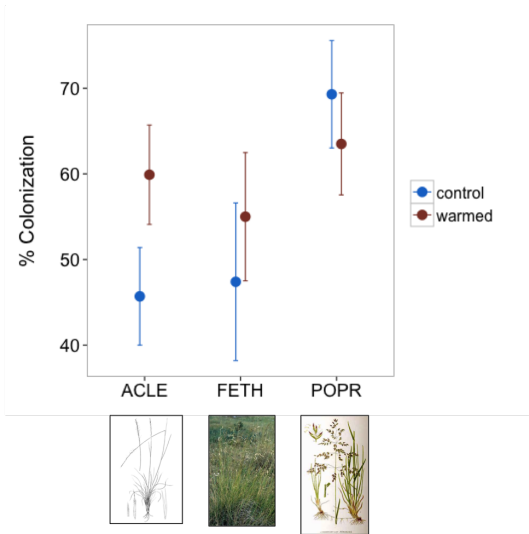 % Colonization
70
60
50
40
ACLE FETH POPR
control
warmed